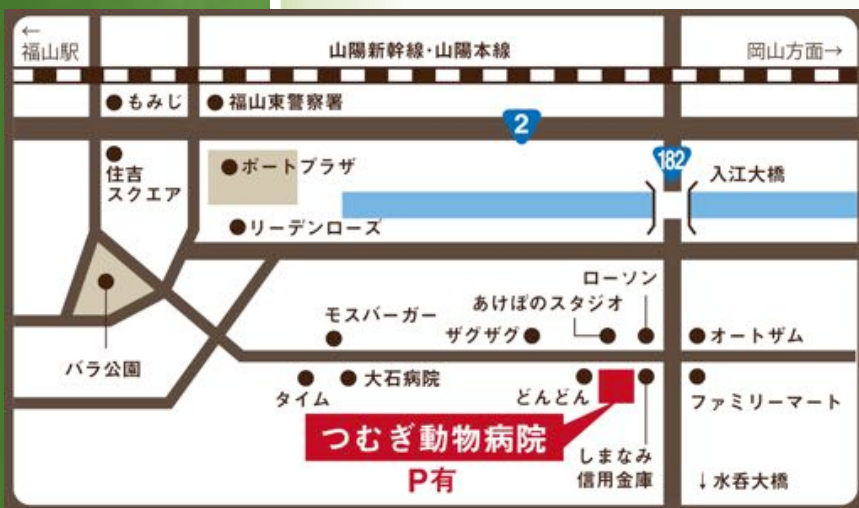 ←
福山駅
山陽新幹線・山陽本線
岡山方面→
もみじ
福山東警察署
2
住吉
スクエア
ポートプラザ
182
入江大橋
リーデンローズ
ローソン
あけぼのスタジオ
モスバーガー
ザグザグ
オートザム
バラ公園
タイム
大石病院
どんどん
ファミリーマート
つむぎ動物病院
P有
しまなみ
信用金庫
↓水呑大橋